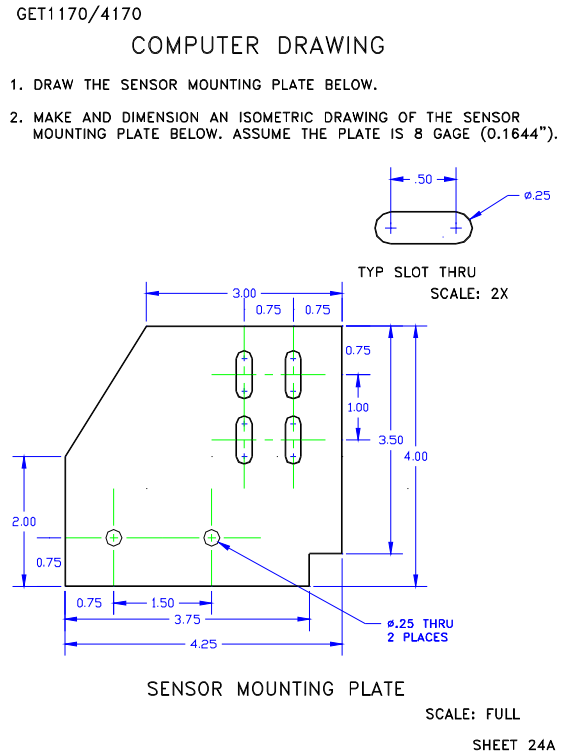 GET1170/4170
COMPUTER DRAWING
1. DRAW THE SENSOR MOUNTING PLATE BELOW.
2. MAKE AND DIMENSION AN ISOMETRIC DRAWING OF THE SENSOR
MOUNTING PLATE BELOW. ASSUME THE PLATE IS 8 GAGE (0.1644").
.50
ø.25
TYP SLOT THRU
SCALE: 2X
3.00
0.75 0.75
0.75
1.00
3.50
4.00
2.00
0.75
0.75 1.50
3.75
4.25
ø.25 THRU
2 PLACES
SENSOR MOUNTING PLATE
SCALE: FULL
SHEET 24A